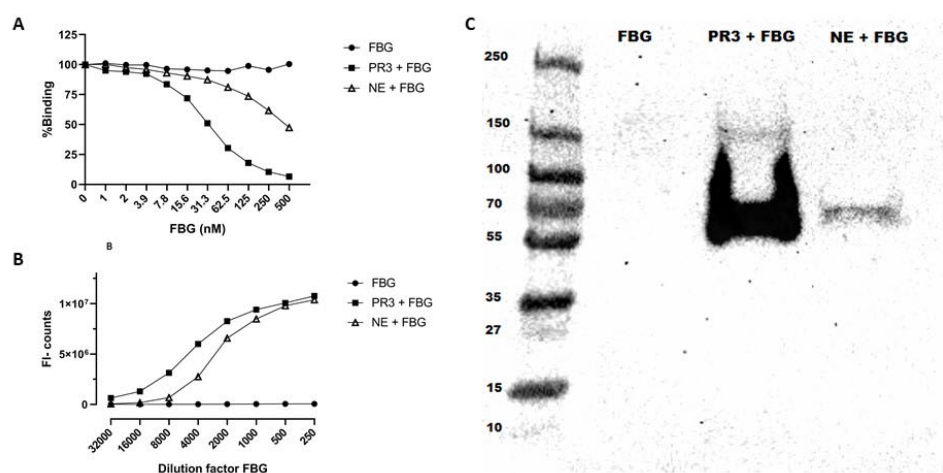 A
125
100
75
50
25
0
%Binding
0 1 2 3.9 7.8 15.6 31.3 62.5 125 250 500
FBG (nM)
FBG
PR3 + FBG
NE + FBG
B
B
1×10⁷
5×10⁶
0
FI- counts
32000 16000 8000 4000 2000 1000 500 250
Dilution factor FBG
FBG
PR3 + FBG
NE + FBG
C
FBG PR3 + FBG NE + FBG
250
150
100
70
55
35
27
15
10